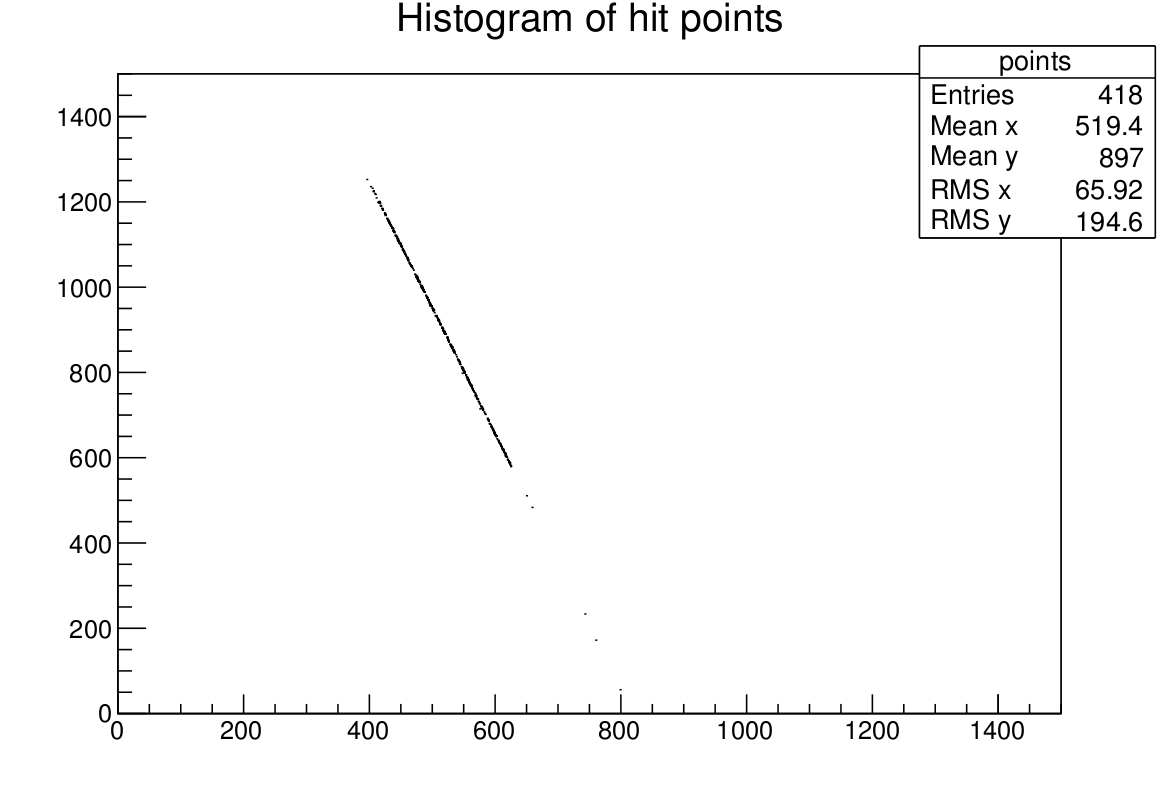 Histogram of hit points
points
Entries 418
Mean x 519.4
Mean y 897
RMS x 65.92
RMS y 194.6
1400
1200
1000
800
600
400
200
0
0 200 400 600 800 1000 1200 1400